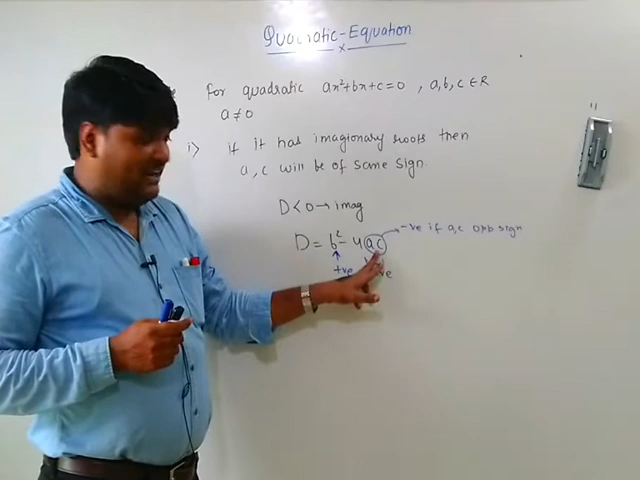 Quadratic-Equation
x
For quadratic ax²+bx+c=0 , a,b,c ∈ R
a≠0
i> if it has imagionary roots then
a, c will be of same sign.
D<0→imag
D = b² - 4ac → -ve if a,c opp sign
+ve ve